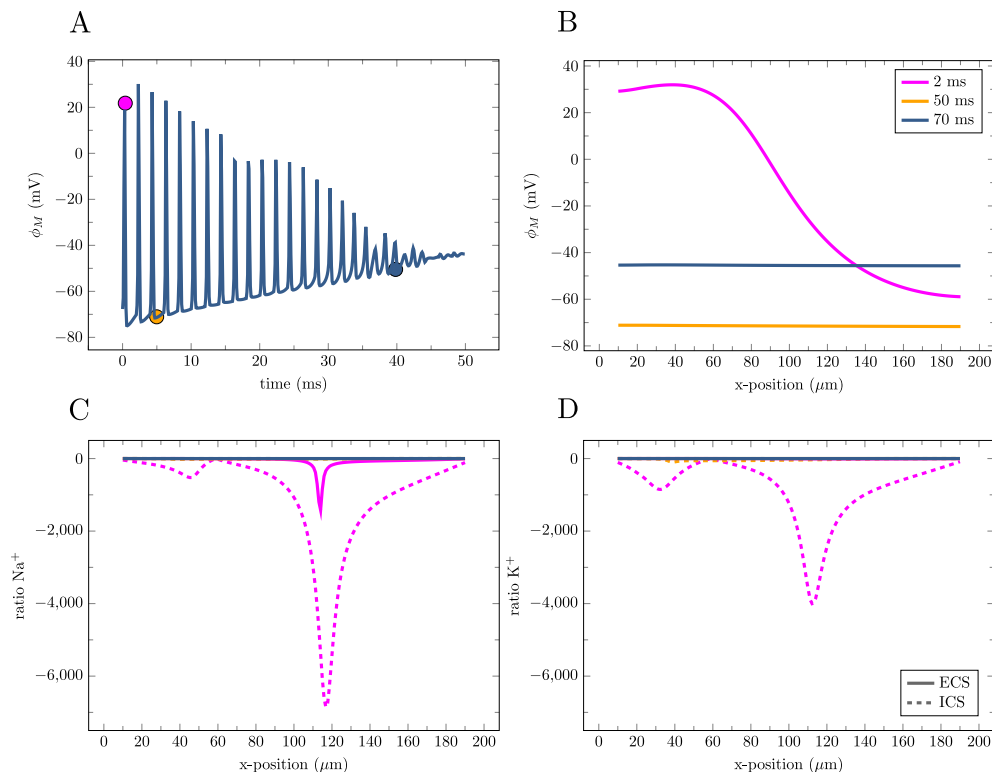 A
B
40
20
0
−20
−40
−60
−80
ϕM (mV)
0
10
20
30
40
50
time (ms)
40
20
0
−20
−40
−60
−80
ϕM (mV)
2 ms
50 ms
70 ms
0 20 40 60 80 100 120 140 160 180 200
x-position (μm)
C
D
0
−2,000
−4,000
−6,000
ratio Na+
0 20 40 60 80 100 120 140 160 180 200
x-position (μm)
0
−2,000
−4,000
−6,000
ratio K+
ECS
ICS
0 20 40 60 80 100 120 140 160 180 200
x-position (μm)